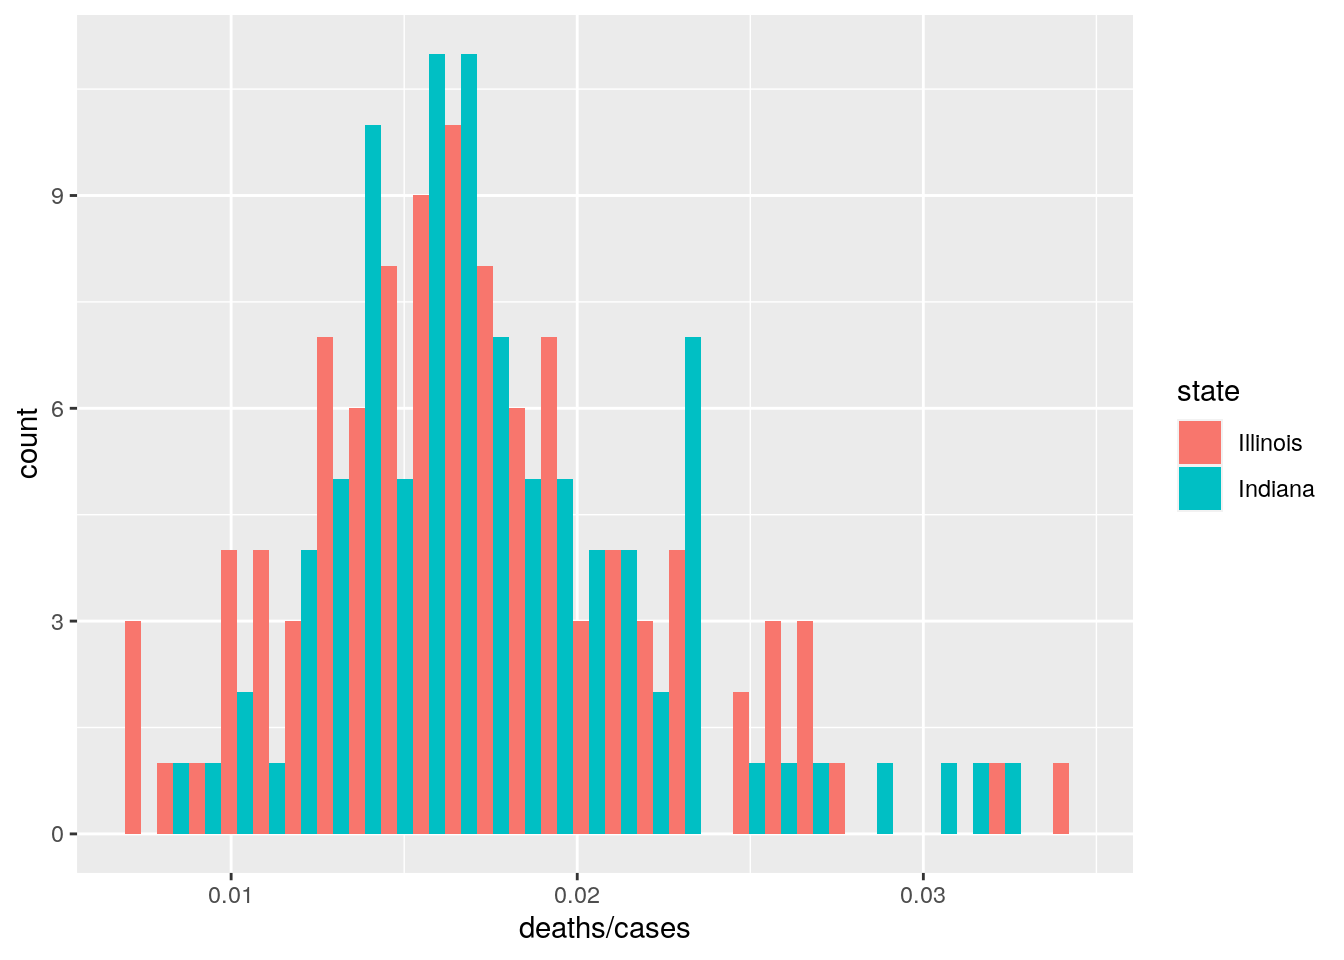 9
6
3
0
count
0.01 0.02 0.03
deaths/cases
state
Illinois
Indiana